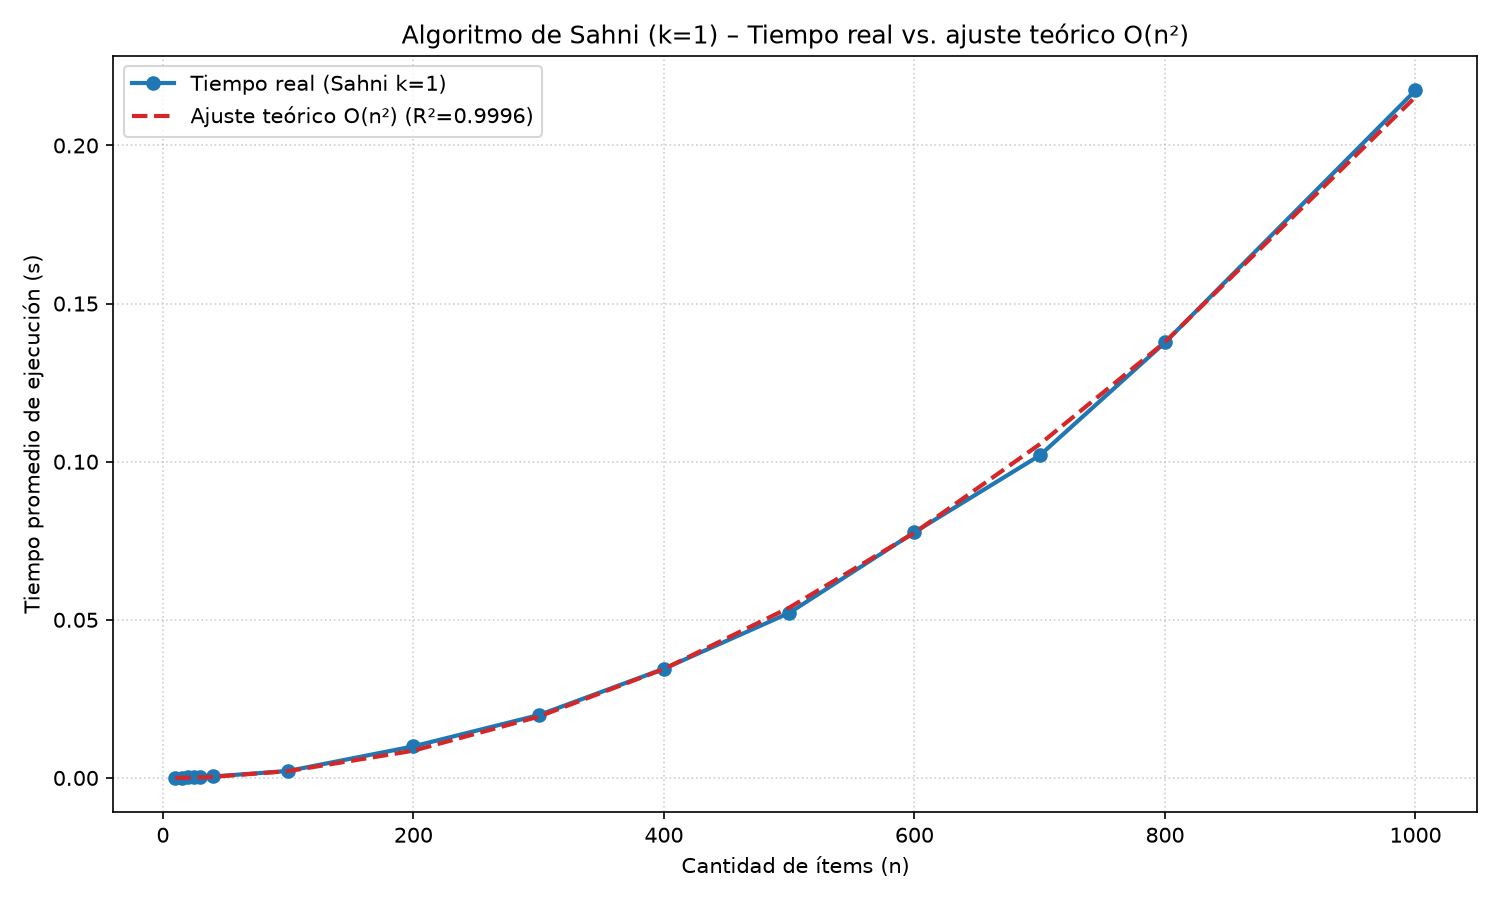 Algoritmo de Sahni (k=1) – Tiempo real vs. ajuste teórico O(n²)
Tiempo real (Sahni k=1)
Ajuste teórico O(n²) (R²=0.9996)
Tiempo promedio de ejecución (s)
0.20
0.15
0.10
0.05
0.00
0 200 400 600 800 1000
Cantidad de ítems (n)